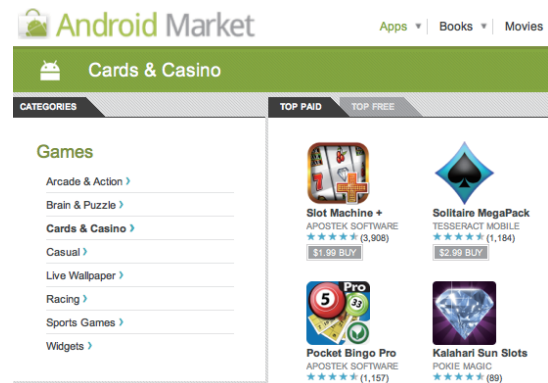 Android Market
Apps ▼ Books ▼ Movies
Cards & Casino
CATEGORIES
TOP PAID TOP FREE
Games
Arcade & Action ›
Brain & Puzzle ›
Cards & Casino ›
Casual ›
Live Wallpaper ›
Racing ›
Sports Games ›
Widgets ›
7
Slot Machine +
APOSTEK SOFTWARE
(3,908)
$1.99 BUY
Solitaire MegaPack
TESSERACT MOBILE
(1,184)
$2.99 BUY
Pro
5
33
Pocket Bingo Pro
APOSTEK SOFTWARE
(1,157)
Kalahari Sun Slots
POKIE MAGIC
(89)